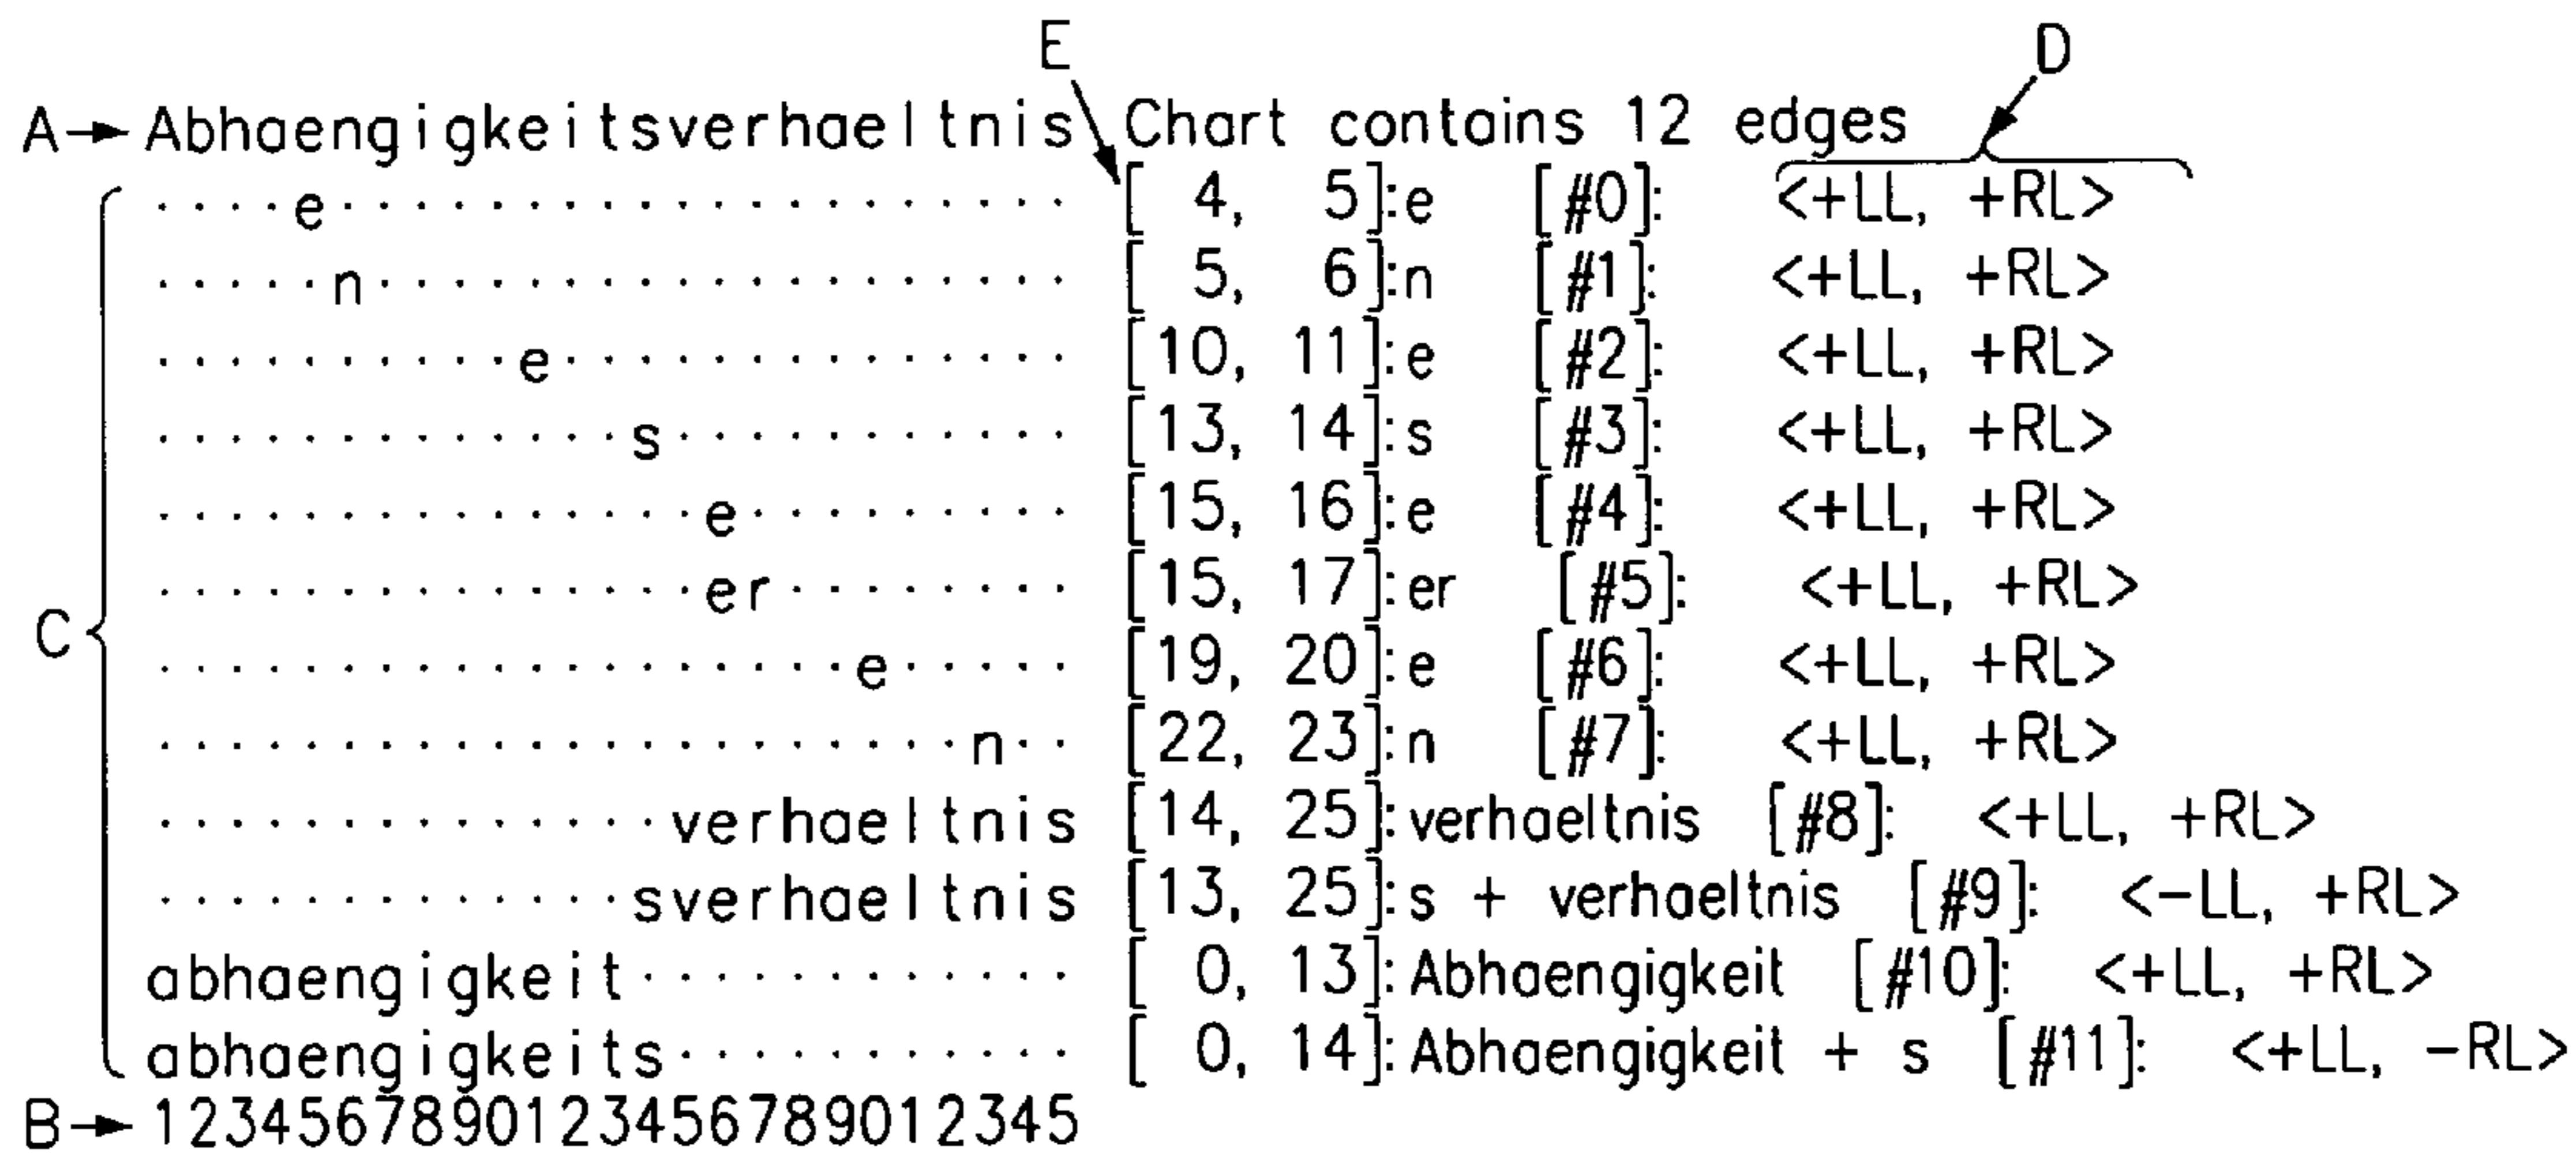 E D
A Abhaengigkeitsverhaeltnis Chart contains 12 edges
....e.................... [ 4, 5]:e [#0]: <+LL, +RL>
.....n................... [ 5, 6]:n [#1]: <+LL, +RL>
..........e.............. [10, 11]:e [#2]: <+LL, +RL>
.............s........... [13, 14]:s [#3]: <+LL, +RL>
...............e......... [15, 16]:e [#4]: <+LL, +RL>
C ...............er........ [15, 17]:er [#5]: <+LL, +RL>
...................e..... [19, 20]:e [#6]: <+LL, +RL>
......................n.. [22, 23]:n [#7]: <+LL, +RL>
..............verhaeltnis [14, 25]:verhaeltnis [#8]: <+LL, +RL>
.............sverhaeltnis [13, 25]:s + verhaeltnis [#9]: <-LL, +RL>
abhaengigkeit............ [ 0, 13]:Abhaengigkeit [#10]: <+LL, +RL>
abhaengigkeits........... [ 0, 14]:Abhaengigkeit + s [#11]: <+LL, -RL>
B 1234567890123456789012345